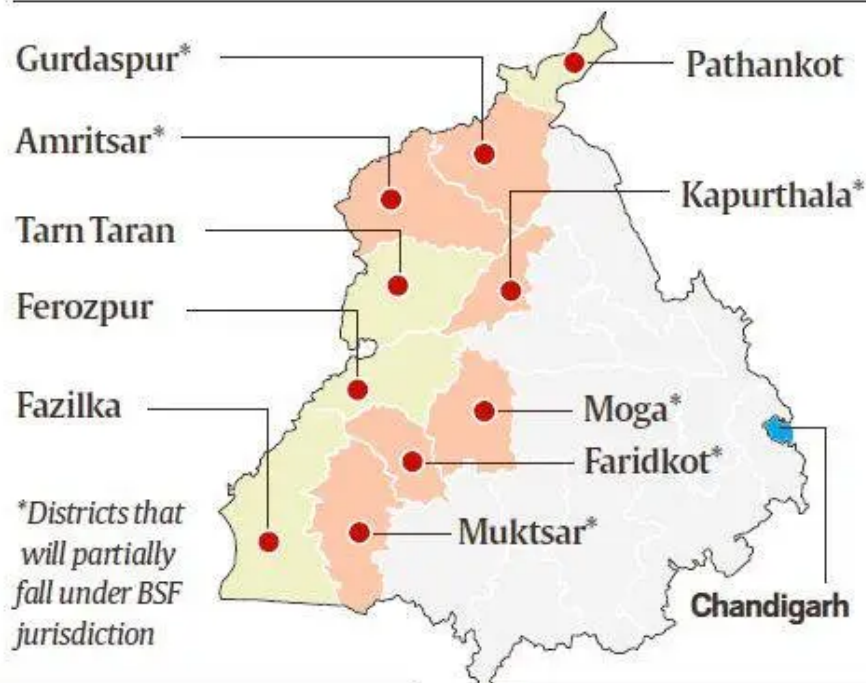 Gurdaspur*
Pathankot
Amritsar*
Kapurthala*
Tarn Taran
Ferozpur
Fazilka
Moga*
Faridkot*
Muktsar*
*Districts that
will partially
fall under BSF
jurisdiction
Chandigarh